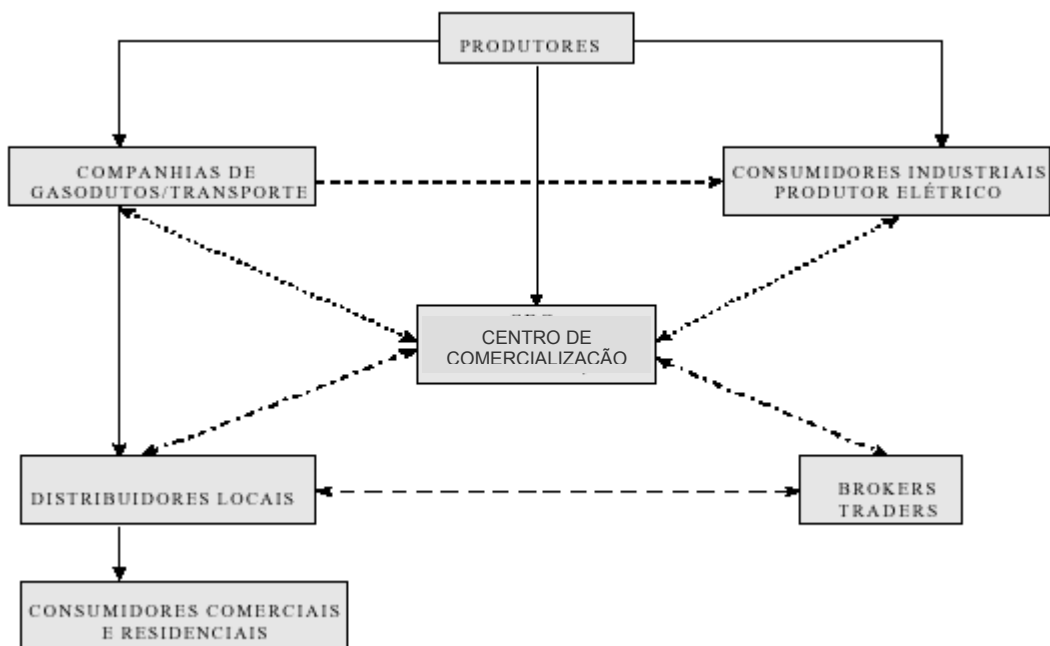 PRODUTORES
COMPANHIAS DE
GASODUTOS/TRANSPORTE
CONSUMIDORES INDUSTRIAIS
PRODUTOR ELÉTRICO
CENTRO DE
COMERCIALIZAÇÃO
DISTRIBUIDORES LOCAIS
BROKERS
TRADERS
CONSUMIDORES COMERCIAIS
E RESIDENCIAIS